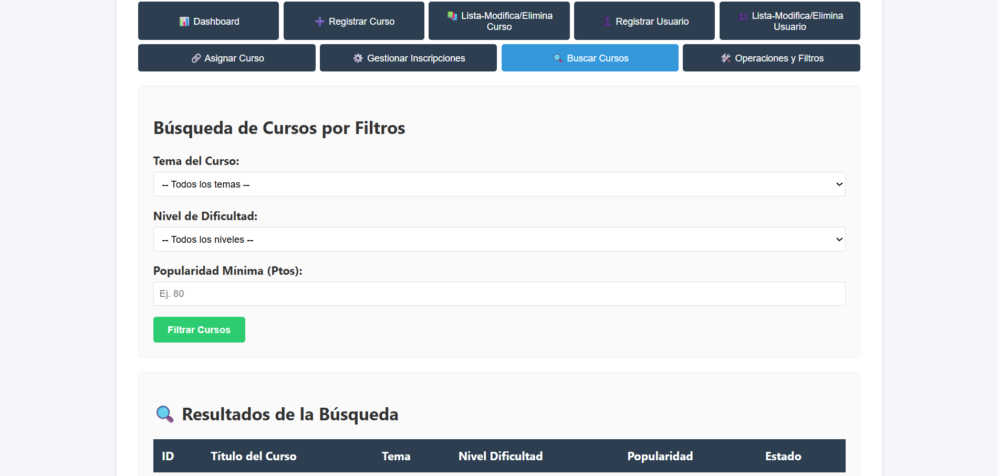 Dashboard
Registrar Curso
Lista-Modifica/Elimina
Curso
Registrar Usuario
Lista-Modifica/Elimina
Usuario
Asignar Curso
Gestionar Inscripciones
Buscar Cursos
Operaciones y Filtros
Búsqueda de Cursos por Filtros
Tema del Curso:
-- Todos los temas --
Nivel de Dificultad:
-- Todos los niveles --
Popularidad Mínima (Ptos):
Ej. 80
Filtrar Cursos
Resultados de la Búsqueda
ID Título del Curso Tema Nivel Dificultad Popularidad Estado